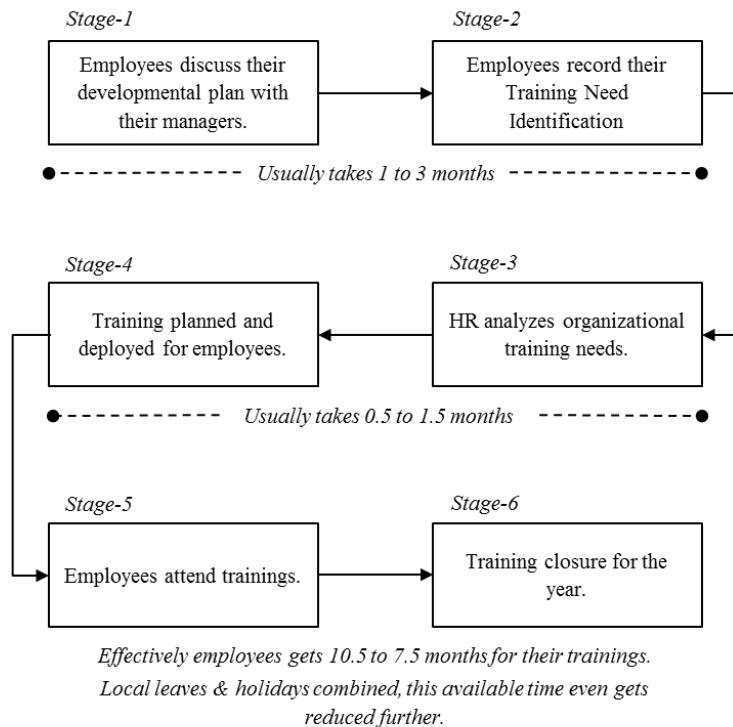 Stage-1
Employees discuss their
developmental plan with
their managers.
Stage-2
Employees record their
Training Need
Identification
Usually takes 1 to 3 months
Stage-3
HR analyzes organizational
training needs.
Stage-4
Training planned and
deployed for employees.
Usually takes 0.5 to 1.5 months
Stage-5
Employees attend trainings.
Stage-6
Training closure for the
year.
Effectively employees gets 10.5 to 7.5 months for their trainings.
Local leaves & holidays combined, this available time even gets
reduced further.